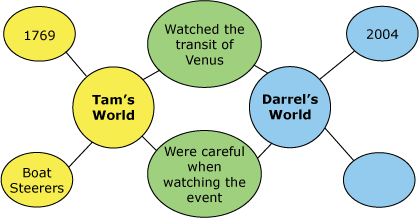 1769
Watched the
transit of
Venus
2004
Tam's
World
Darrel's
World
Boat
Steerers
Were careful
when
watching the
event